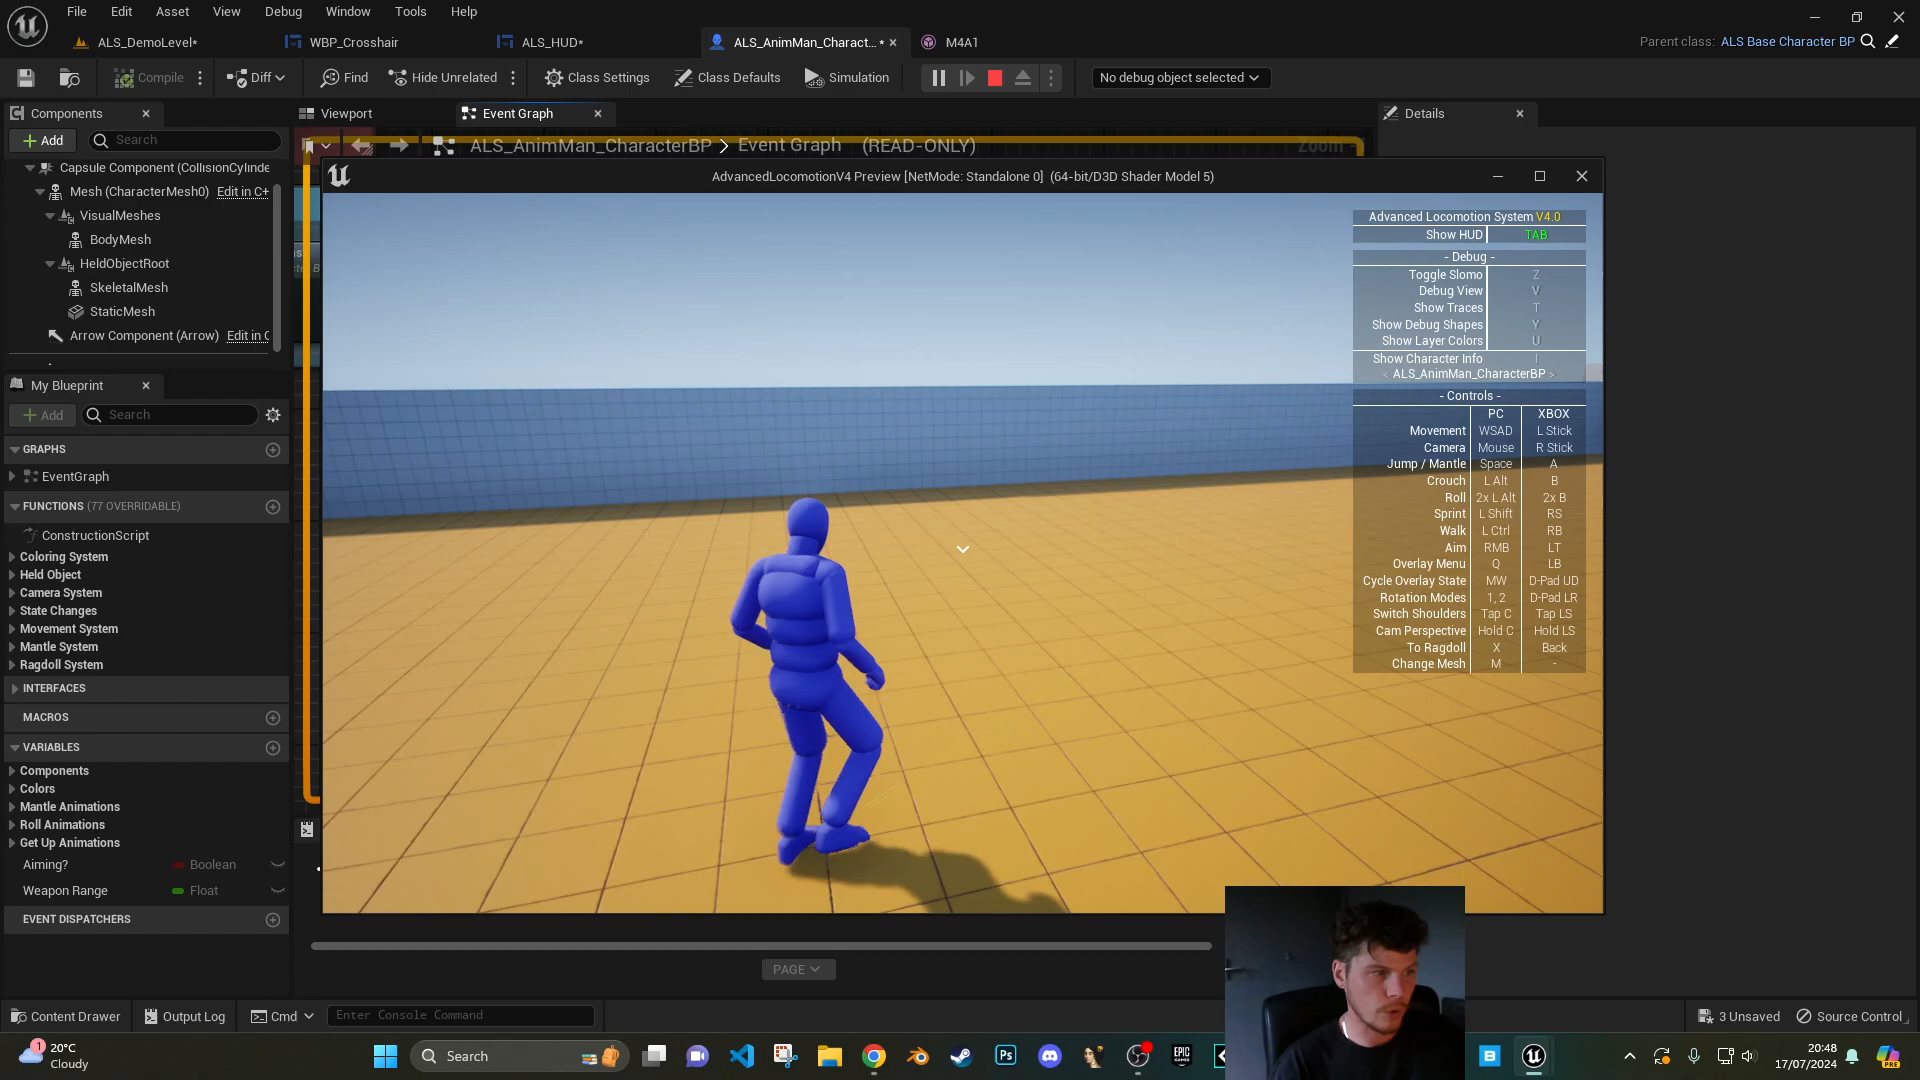 File Edit Asset View Debug Window Tools Help
ALS_DemoLevel* WBP_Crosshair ALS_HUD* ALS_AnimMan_Charact...* M4A1
Parent class: ALS Base Character BP
Compile Diff Find Hide Unrelated Class Settings Class Defaults Simulation No debug object selected
Components Viewport Event Graph Details
Add Search
ALS_AnimMan_CharacterBP > Event Graph (READ-ONLY) Zoom
Capsule Component (CollisionCylinde
Mesh (CharacterMesh0) Edit in C+
VisualMeshes
BodyMesh
HeldObjectRoot
SkeletalMesh
StaticMesh
Arrow Component (Arrow) Edit in C
My Blueprint
Add Search
GRAPHS
EventGraph
FUNCTIONS (77 OVERRIDABLE)
ConstructionScript
Coloring System
Held Object
Camera System
State Changes
Movement System
Mantle System
Ragdoll System
INTERFACES
MACROS
VARIABLES
Components
Colors
Mantle Animations
Roll Animations
Get Up Animations
Aiming? Boolean
Weapon Range Float
EVENT DISPATCHERS
AdvancedLocomotionV4 Preview [NetMode: Standalone 0] (64-bit/D3D Shader Model 5)
Advanced Locomotion System V4.0
Show HUD TAB
- Debug -
Toggle Slomo Z
Debug View V
Show Traces T
Show Debug Shapes Y
Show Layer Colors U
Show Character Info I
< ALS_AnimMan_CharacterBP >
- Controls -
PC XBOX
Movement WSAD L Stick
Camera Mouse R Stick
Jump / Mantle Space A
Crouch L Alt B
Roll 2x L Alt 2x B
Sprint L Shift RS
Walk L Ctrl RB
Aim RMB LT
Overlay Menu Q LB
Cycle Overlay State MW D-Pad UD
Rotation Modes 1, 2 D-Pad LR
Switch Shoulders Tap C Tap LS
Cam Perspective Hold C Hold LS
To Ragdoll X Back
Change Mesh M -
PAGE
Content Drawer Output Log Cmd Enter Console Command 3 Unsaved Source Control
1 20°C
Cloudy
Search
Ps
EPIC GAMES
B
20:48
17/07/2024
PRE